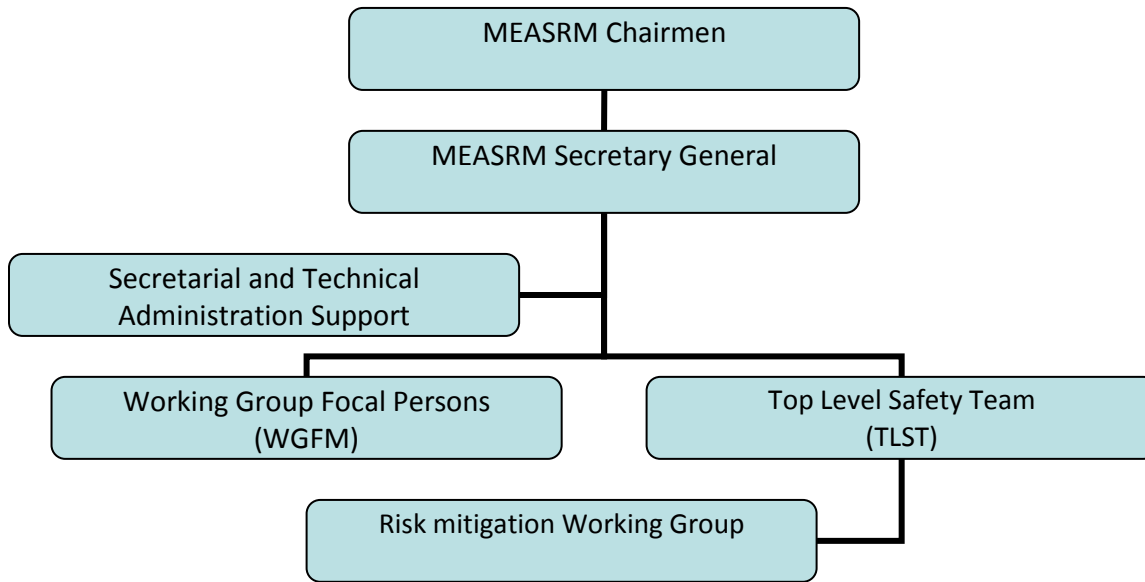 MEASRM Chairmen
MEASRM Secretary General
Secretarial and Technical
Administration Support
Working Group Focal Persons
(WGFM)
Top Level Safety Team
(TLST)
Risk mitigation Working Group